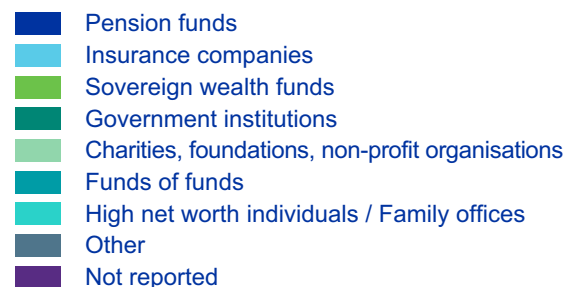 Pension funds
Insurance companies
Sovereign wealth funds
Government institutions
Charities, foundations, non-profit organisations
Funds of funds
High net worth individuals / Family offices
Other
Not reported